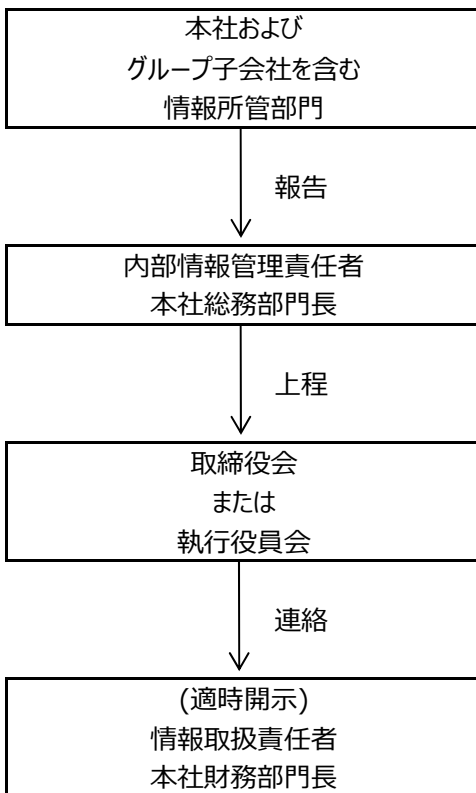 本社および
グループ子会社を含む
情報所管部門
報告
内部情報管理責任者
本社総務部門長
上程
取締役会
または
執行役員会
連絡
(適時開示)
情報取扱責任者
本社財務部門長